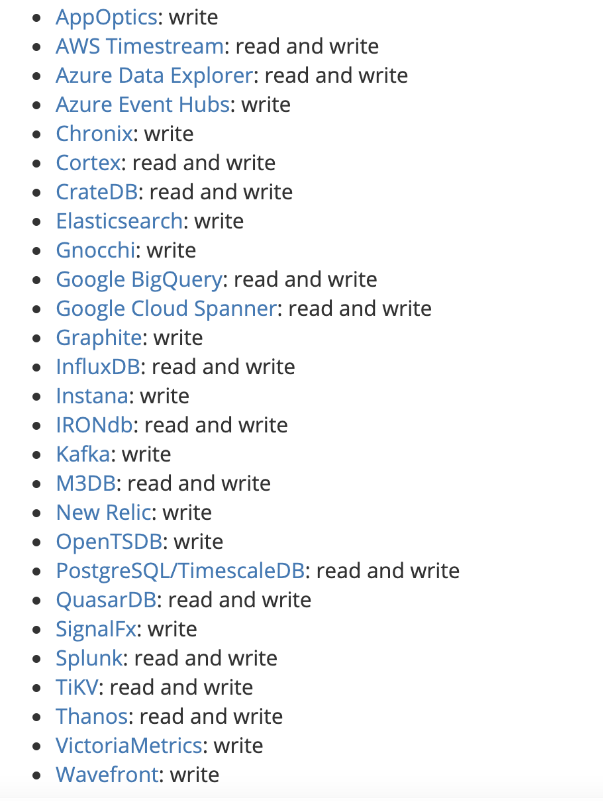 AppOptics: write
AWS Timestream: read and write
Azure Data Explorer: read and write
Azure Event Hubs: write
Chronix: write
Cortex: read and write
CrateDB: read and write
Elasticsearch: write
Gnocchi: write
Google BigQuery: read and write
Google Cloud Spanner: read and write
Graphite: write
InfluxDB: read and write
Instana: write
IRONdb: read and write
Kafka: write
M3DB: read and write
New Relic: write
OpenTSDB: write
PostgreSQL/TimescaleDB: read and write
QuasarDB: read and write
SignalFx: write
Splunk: read and write
TiKV: read and write
Thanos: read and write
VictoriaMetrics: write
Wavefront: write